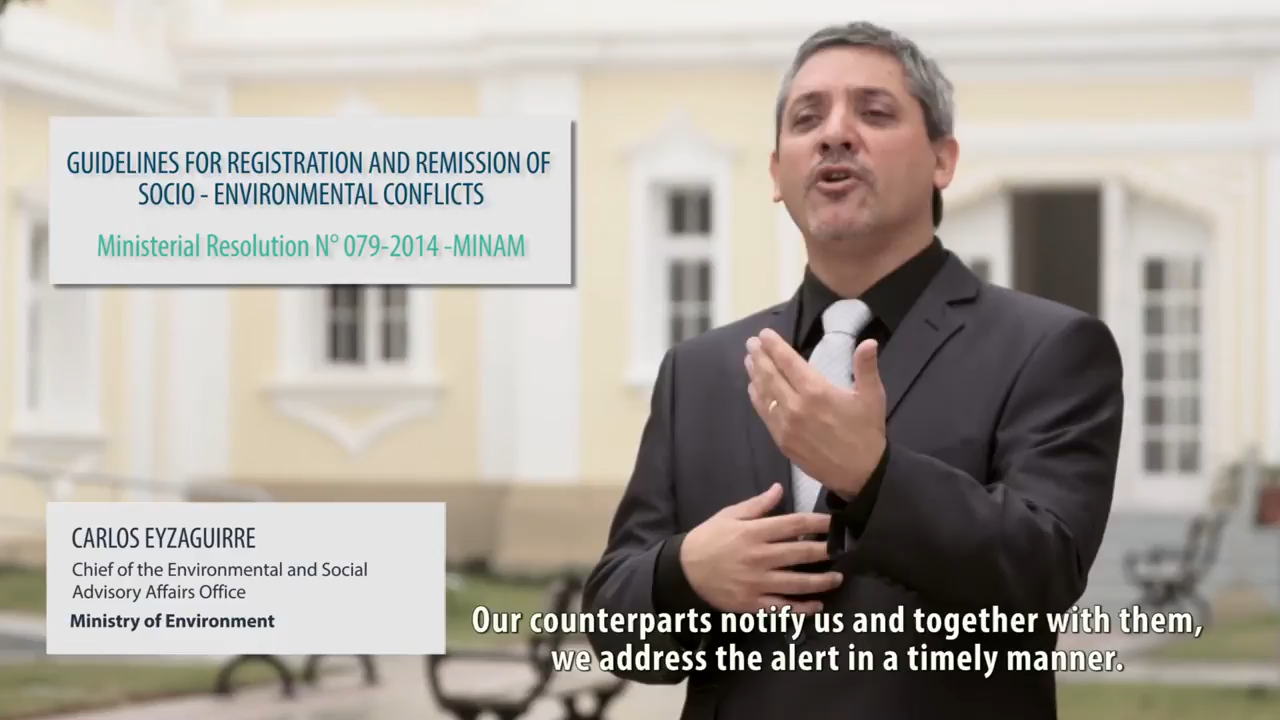 GUIDELINES FOR REGISTRATION AND REMISSION OF
SOCIO - ENVIRONMENTAL CONFLICTS
Ministerial Resolution N° 079-2014 -MINAM
CARLOS EYZAGUIRRE
Chief of the Environmental and Social
Advisory Affairs Office
Ministry of Environment
Our counterparts notify us and together with them,
we address the alert in a timely manner.